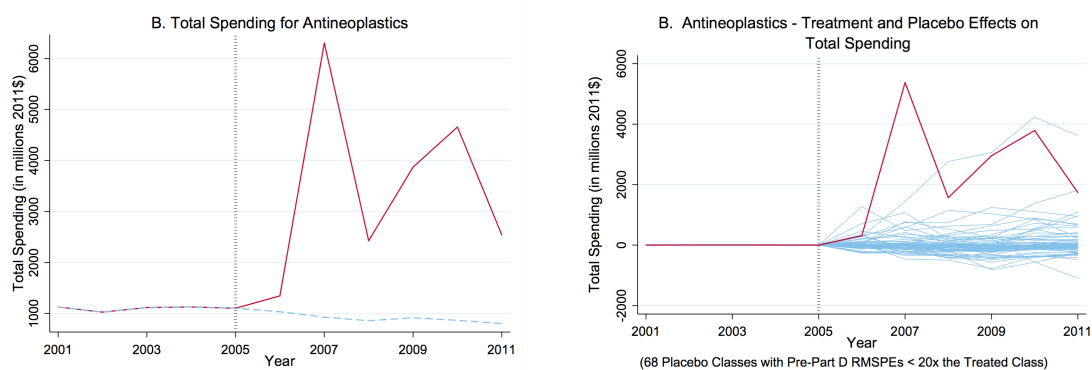 B. Total Spending for Antineoplastics
Total Spending (in millions 2011$)
6000
5000
4000
3000
2000
1000
2001 2003 2005 2007 2009 2011
Year
B. Antineoplastics - Treatment and Placebo Effects on
Total Spending
Total Spending (in millions 2011$)
6000
4000
2000
0
-2000
2001 2003 2005 2007 2009 2011
Year
(68 Placebo Classes with Pre-Part D RMSPEs < 20x the Treated Class)